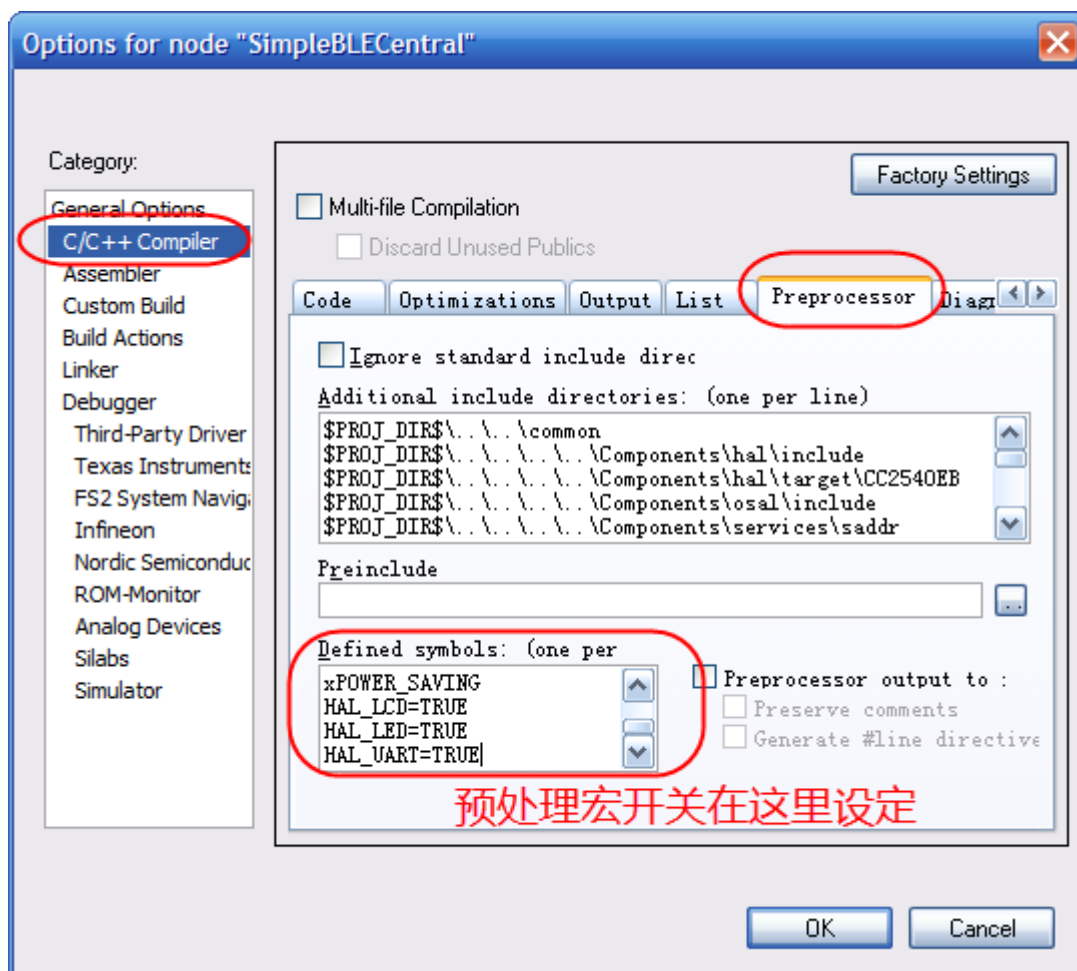 Options for node "SimpleBLECentral"
Category:
General Options
C/C++ Compiler
Assembler
Custom Build
Build Actions
Linker
Debugger
Third-Party Driver
Texas Instruments
FS2 System Naviga
Infineon
Nordic Semiconduc
ROM-Monitor
Analog Devices
Silabs
Simulator
Factory Settings
Multi-file Compilation
Discard Unused Publics
Code Optimizations Output List Preprocessor Diagr
Ignore standard include direc
Additional include directories: (one per line)
$PROJ_DIR$\..\..\common
$PROJ_DIR$\..\..\..\..\Components\hal\include
$PROJ_DIR$\..\..\..\..\Components\hal\target\CC2540EB
$PROJ_DIR$\..\..\..\..\Components\osal\include
$PROJ_DIR$\..\..\..\..\Components\services\saddr
Preinclude
..
Defined symbols: (one per
xPOWER_SAVING
HAL_LCD=TRUE
HAL_LED=TRUE
HAL_UART=TRUE
Preprocessor output to :
Preserve comments
Generate #line directive
预处理宏开关在这里设定
OK Cancel